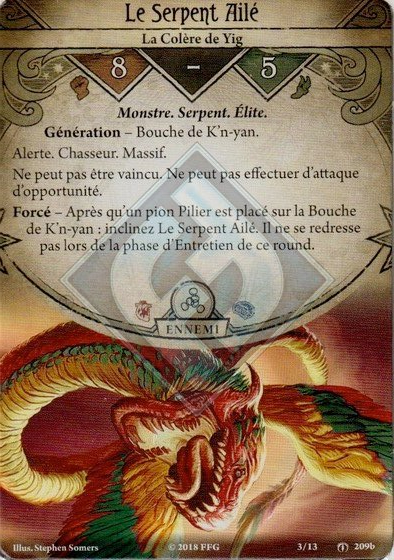 Le Serpent Ailé
La Colère de Yig
8 – 5
Monstre. Serpent. Élite.
Génération – Bouche de K'n-yan.
Alerte. Chasseur. Massif.
Ne peut pas être vaincu. Ne peut pas effectuer d'attaque
d'opportunité.
Forcé – Après qu'un pion Pilier est placé sur la Bouche
de K'n-yan : inclinez Le Serpent Ailé. Il ne se redresse
pas lors de la phase d'Entretien de ce round.
ENNEMI
Illus. Stephen Somers © 2018 FFG 3/13 209b